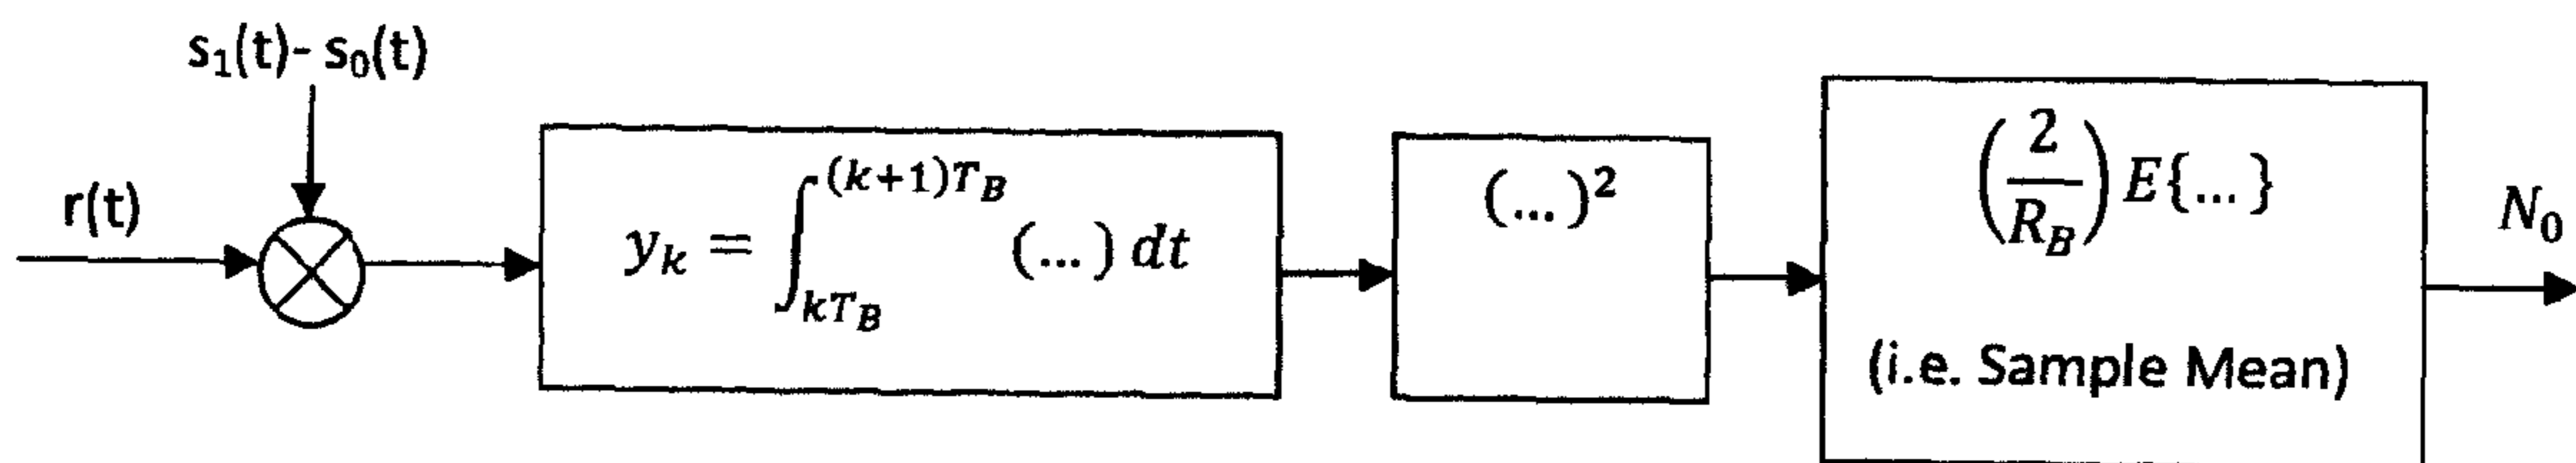 s₁(t)- s₀(t)
r(t)
y_k = ∫_{kT_B}^{(k+1)T_B} (...) dt
(...)²
(2/R_B) E{...}
(i.e. Sample Mean)
N₀